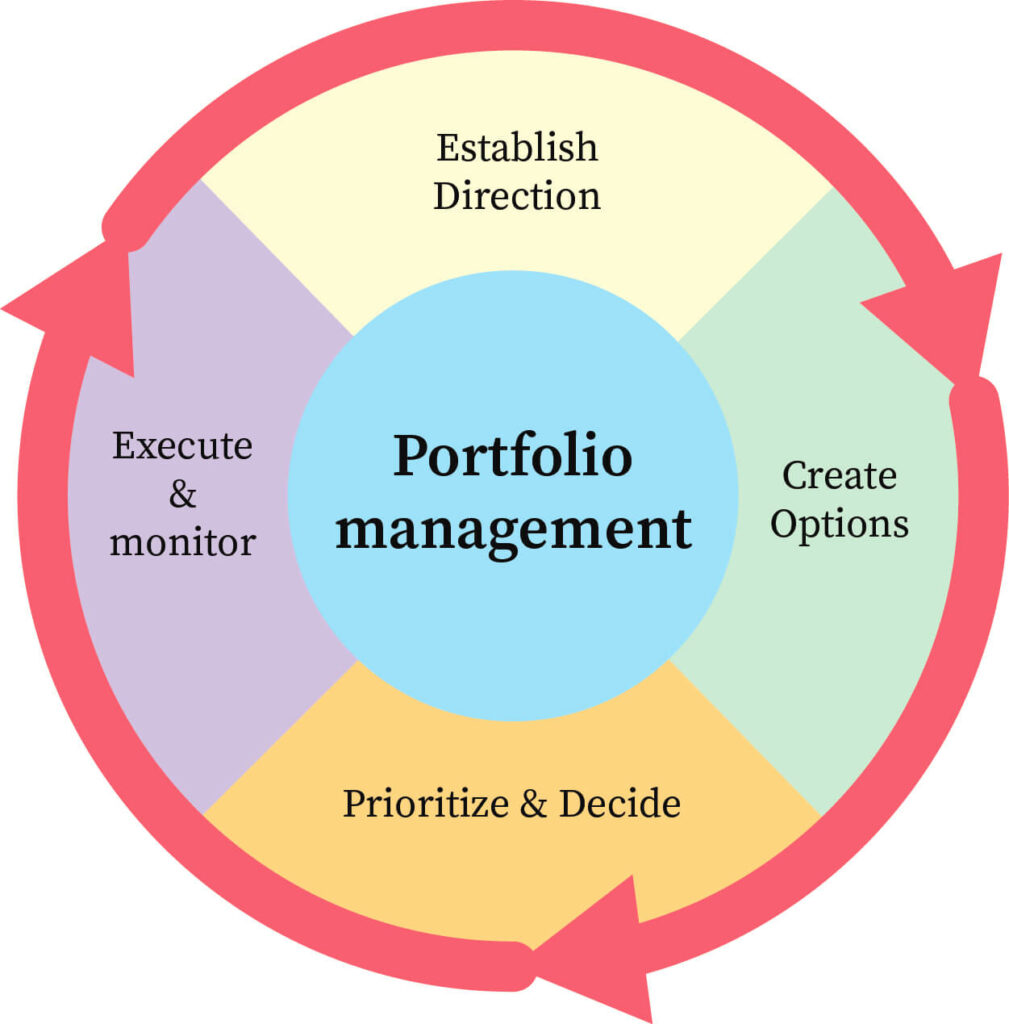 Establish
Direction
Execute
&
monitor
Portfolio
management
Create
Options
Prioritize & Decide